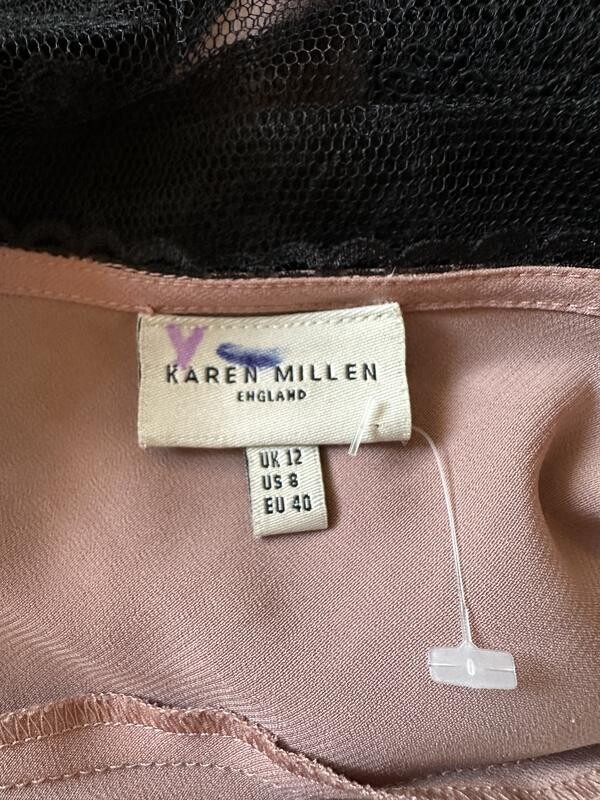 Y
KAREN MILLEN
ENGLAND
UK 12
US 8
EU 40